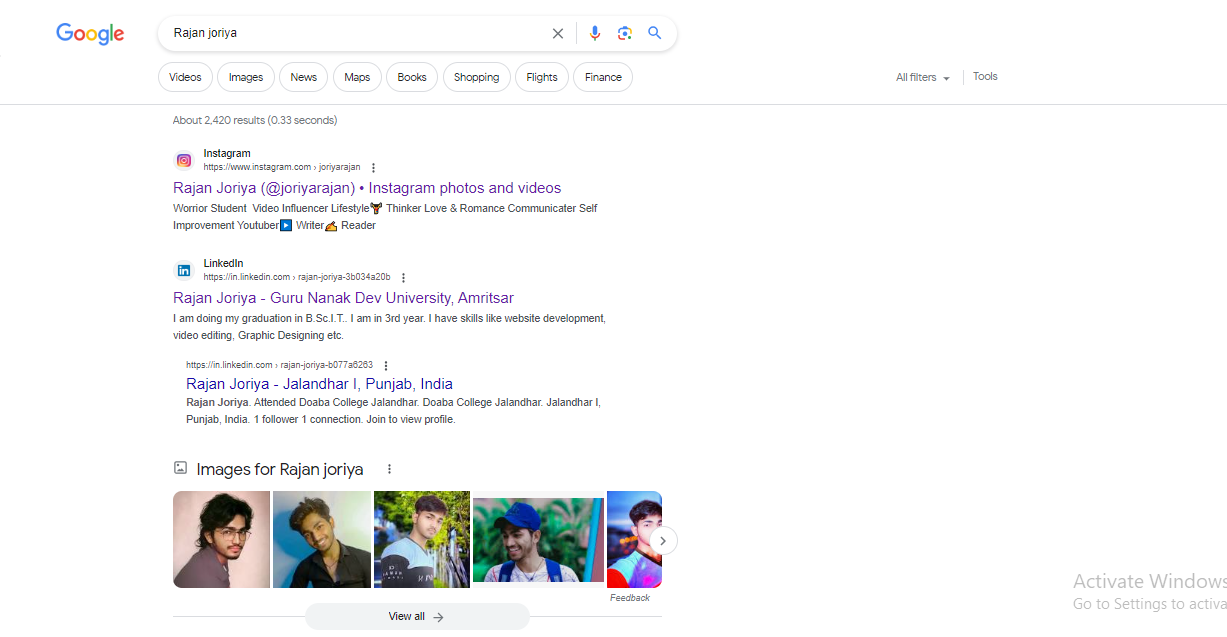 Google
Rajan joriya
Videos
Images
News
Maps
Books
Shopping
Flights
Finance
All filters
Tools
About 2,420 results (0.33 seconds)
Instagram
https://www.instagram.com › joriyarajan
Rajan Joriya (@joriyarajan) • Instagram photos and videos
Worrior Student Video Influencer Lifestyle Thinker Love & Romance Communicater Self
Improvement Youtuber▶️ Writer✍️ Reader
LinkedIn
https://in.linkedin.com › rajan-joriya-3b034a20b
Rajan Joriya - Guru Nanak Dev University, Amritsar
I am doing my graduation in B.Sc.I.T.. I am in 3rd year. I have skills like website development,
video editing, Graphic Designing etc.
https://in.linkedin.com › rajan-joriya-b077a6263
Rajan Joriya - Jalandhar I, Punjab, India
Rajan Joriya. Attended Doaba College Jalandhar. Doaba College Jalandhar. Jalandhar I,
Punjab, India. 1 follower 1 connection. Join to view profile.
Images for Rajan joriya
Feedback
View all →
Activate Windows
Go to Settings to activa